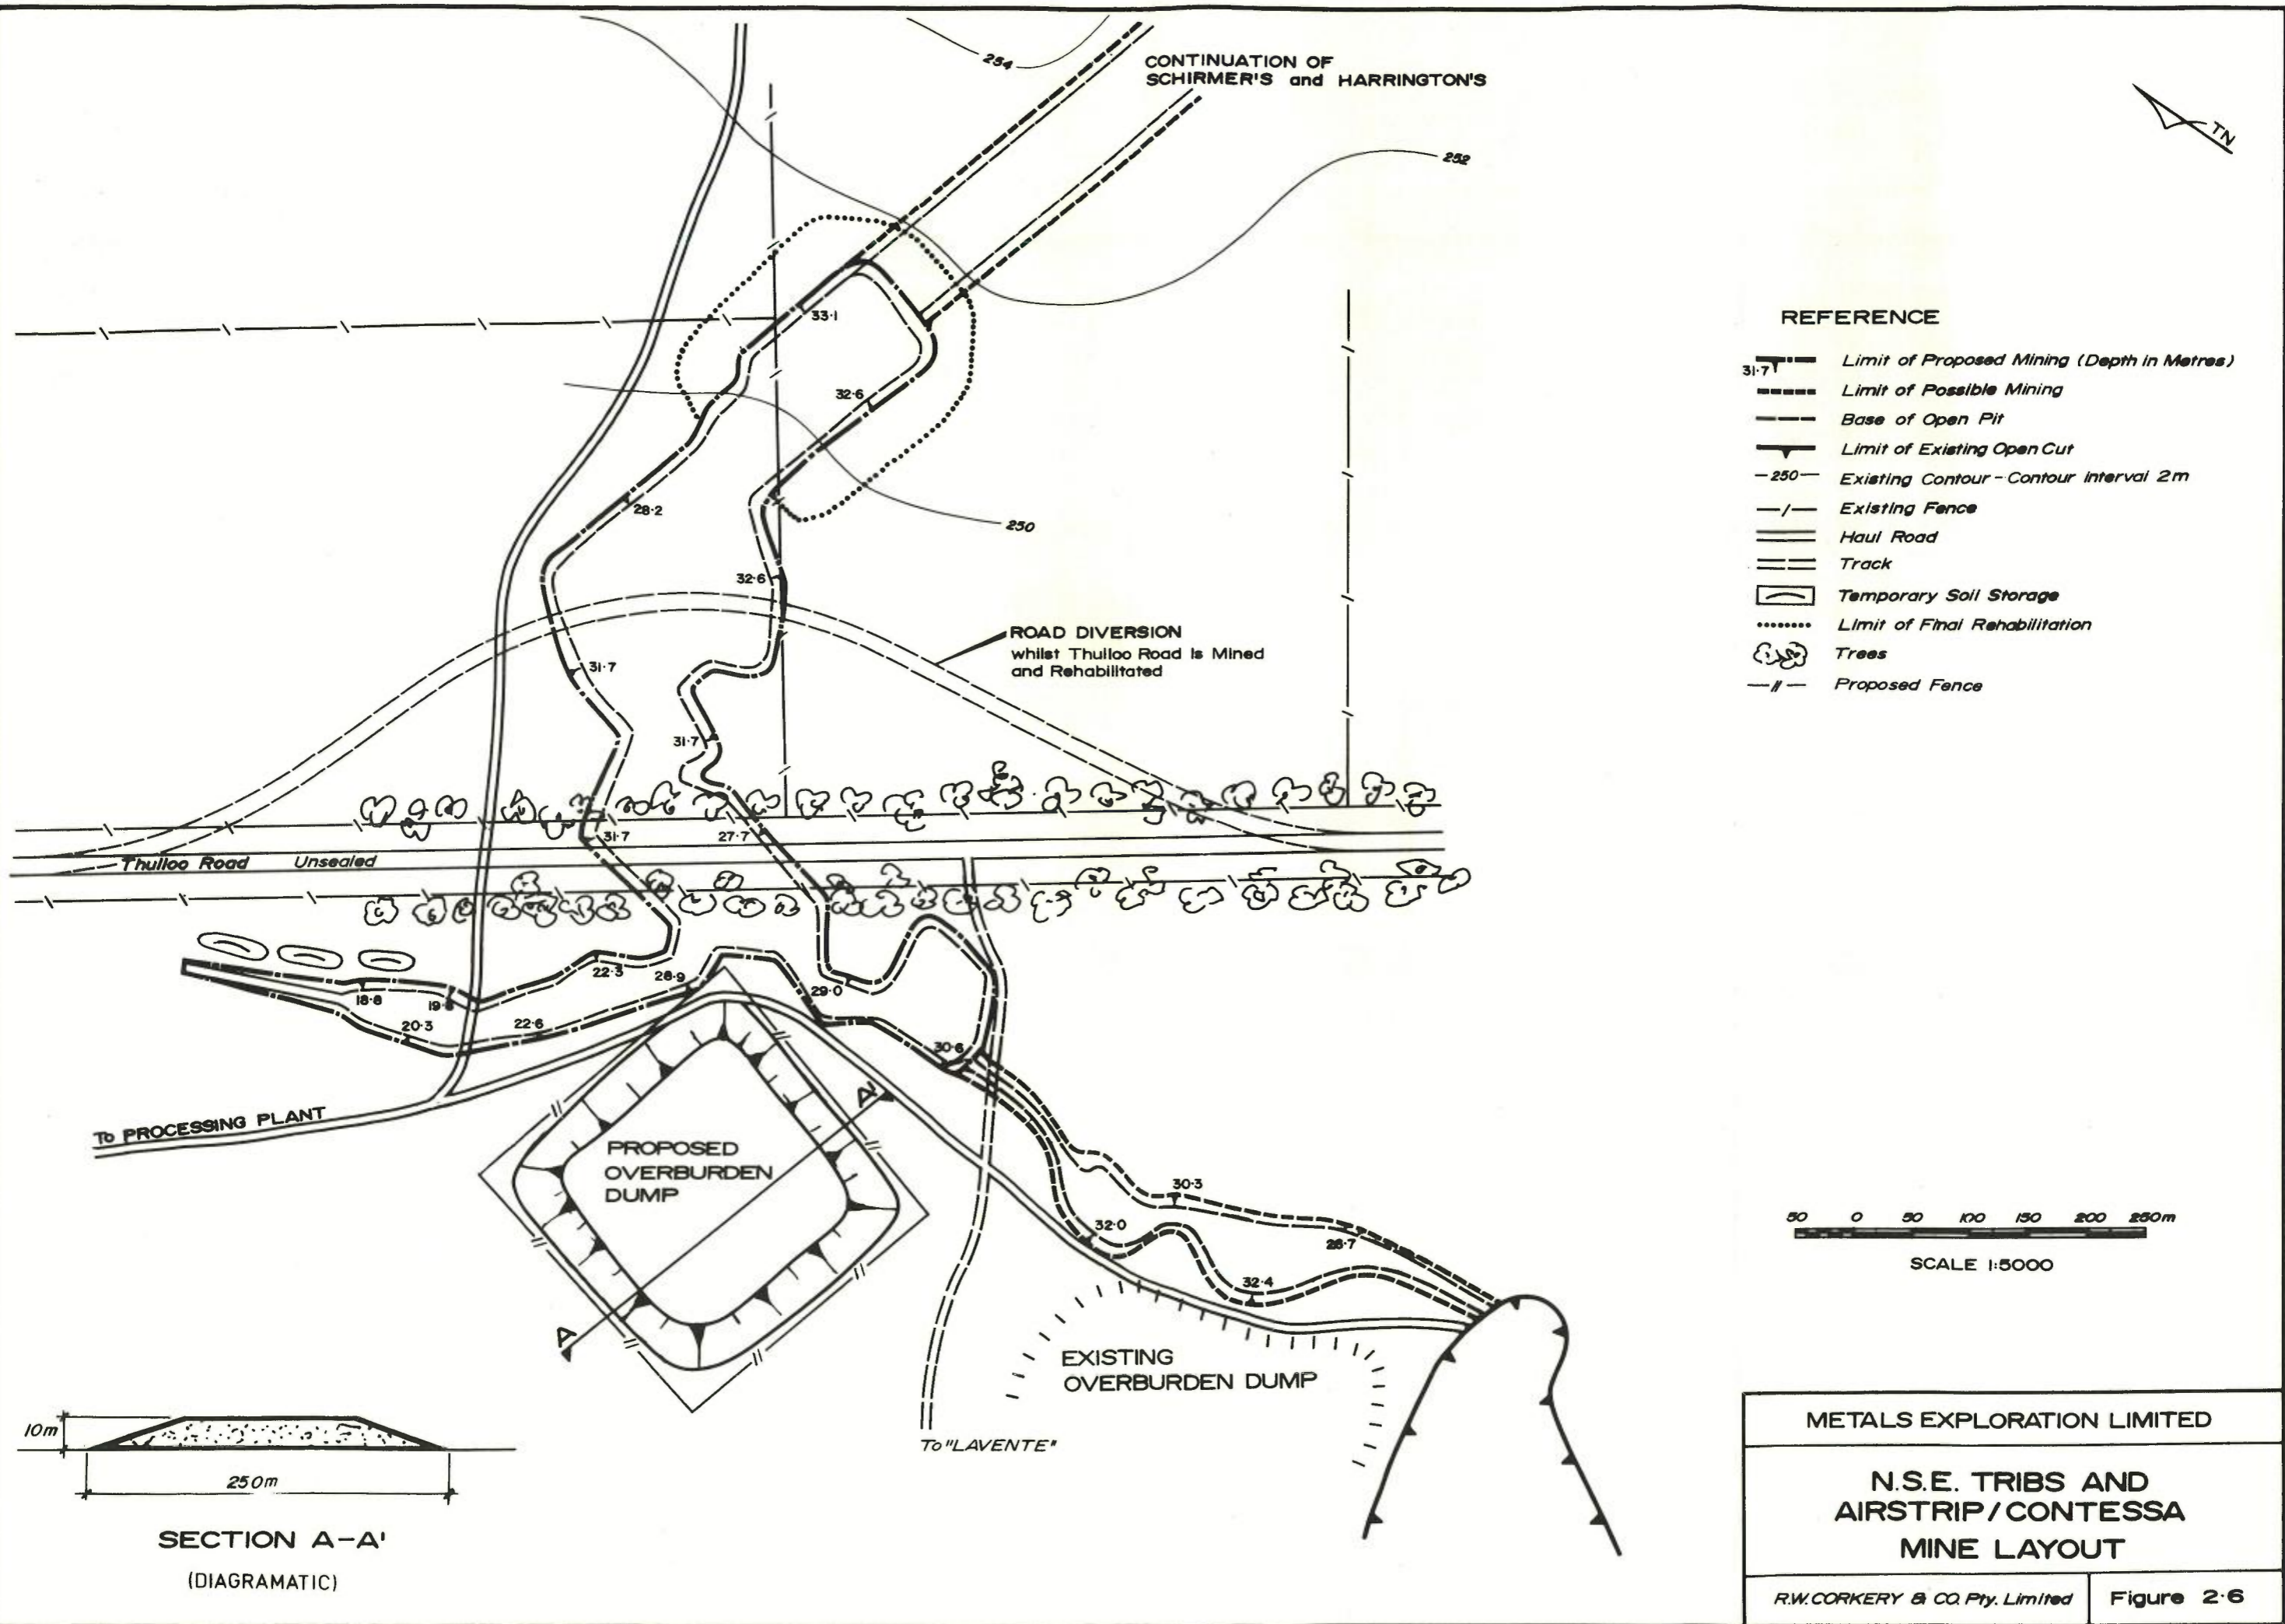 254
CONTINUATION OF
SCHIRMER'S and HARRINGTON'S
TN
252
33·1
32·6
28·2
250
32·6
ROAD DIVERSION
whilst Thulloo Road is Mined
and Rehabilitated
31·7
31·7
31·7
27·7
Thulloo Road Unsealed
22·3
28·9
29·0
18·8
20·3
22·6
30·6
To PROCESSING PLANT
A'
PROPOSED
OVERBURDEN
DUMP
A
30·3
32·0
32·4
EXISTING
OVERBURDEN DUMP
To "LAVENTE"
REFERENCE
31·7 Limit of Proposed Mining (Depth in Metres)
Limit of Possible Mining
Base of Open Pit
Limit of Existing Open Cut
250 Existing Contour - Contour Interval 2m
Existing Fence
Haul Road
Track
Temporary Soil Storage
Limit of Final Rehabilitation
Trees
Proposed Fence
50 0 50 100 150 200 250m
SCALE 1:5000
10m
250m
SECTION A-A'
(DIAGRAMATIC)
METALS EXPLORATION LIMITED
N.S.E. TRIBS AND
AIRSTRIP/CONTESSA
MINE LAYOUT
R.W. CORKERY & CO. Pty. Limited
Figure 2·6